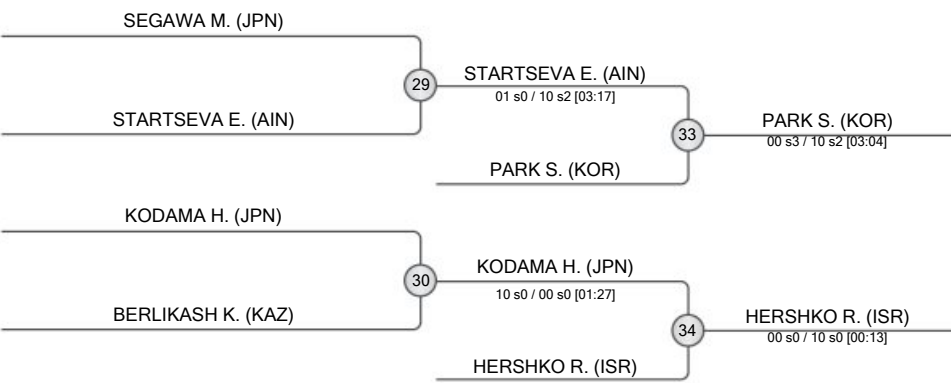 SEGAWA M. (JPN)
29
STARTSEVA E. (AIN)
01 s0 / 10 s2 [03:17]
STARTSEVA E. (AIN)
33
PARK S. (KOR)
00 s3 / 10 s2 [03:04]
PARK S. (KOR)
KODAMA H. (JPN)
30
KODAMA H. (JPN)
10 s0 / 00 s0 [01:27]
BERLIKASH K. (KAZ)
34
HERSHKO R. (ISR)
00 s0 / 10 s0 [00:13]
HERSHKO R. (ISR)